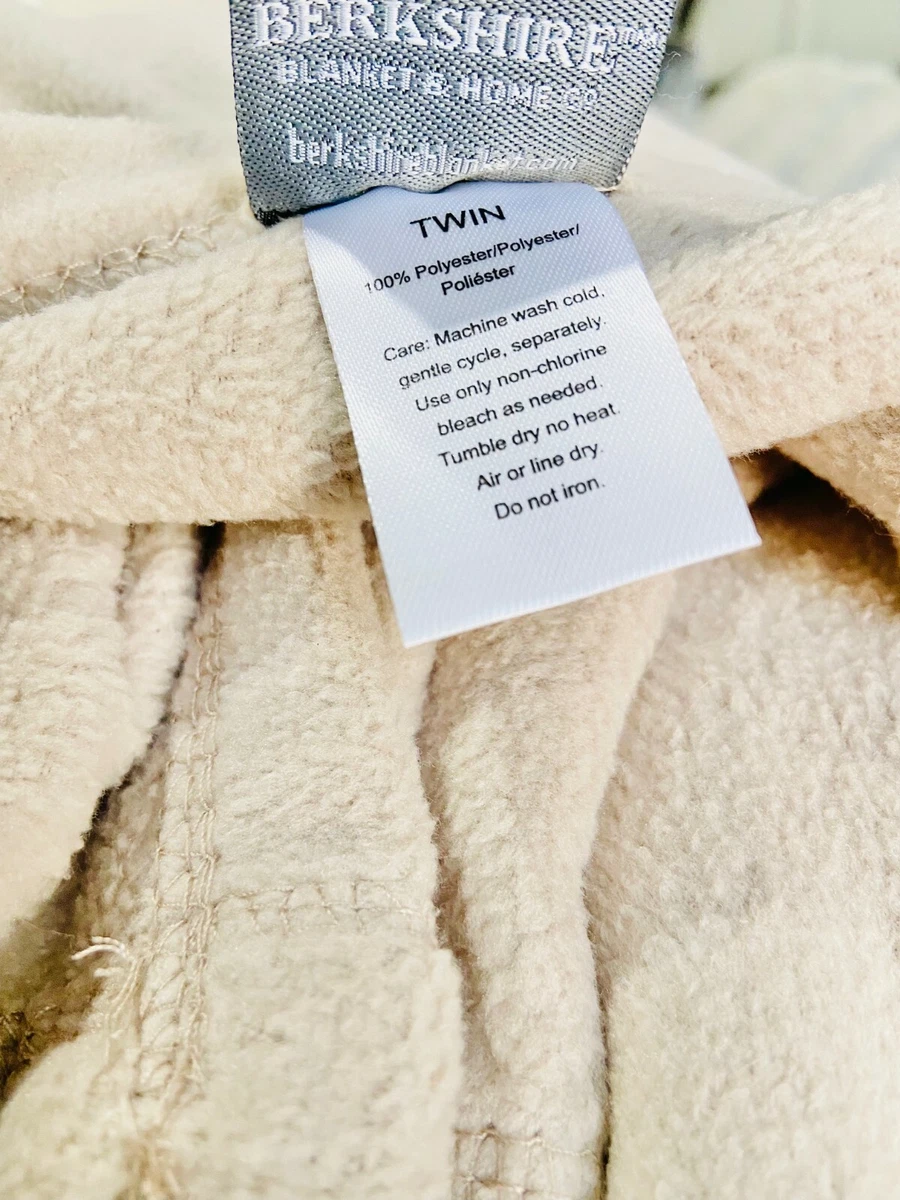 BERKSHIRE
BLANKET & HOME CO
berkshireblanket.com
TWIN
100% Polyester/Polyester/
Poliéster
Care: Machine wash cold,
gentle cycle, separately.
Use only non-chlorine
bleach as needed.
Tumble dry no heat.
Air or line dry.
Do not iron.